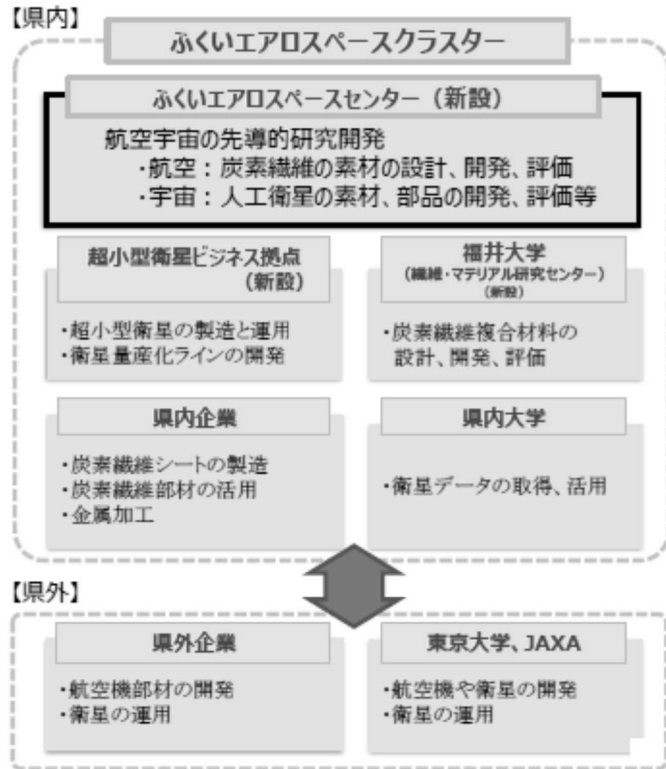 【県内】
ふくいエアロスペースクラスター
ふくいエアロスペースセンター（新設）
航空宇宙の先導的研究開発
・航空：炭素繊維の素材の設計、開発、評価
・宇宙：人工衛星の素材、部品の開発、評価等
超小型衛星ビジネス拠点
（新設）
・超小型衛星の製造と運用
・衛星量産化ラインの開発
福井大学
（繊維・マテリアル研究センター）
（新設）
・炭素繊維複合材料の
設計、開発、評価
県内企業
・炭素繊維シートの製造
・炭素繊維部材の活用
・金属加工
県内大学
・衛星データの取得、活用
【県外】
県外企業
・航空機部材の開発
・衛星の運用
東京大学、JAXA
・航空機や衛星の開発
・衛星の運用